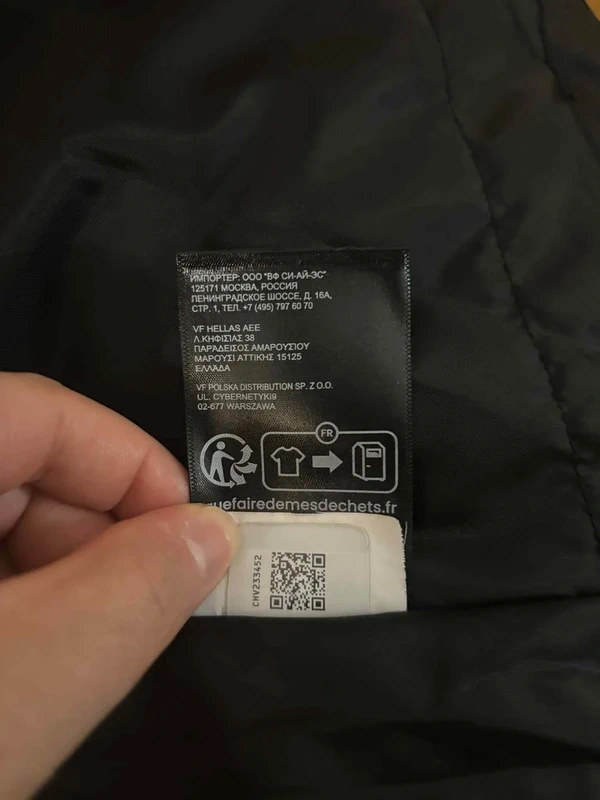 ИМПОРТЕР: ООО "ВФ СИ-АЙ-ЭС"
125171 МОСКВА, РОССИЯ
ЛЕНИНГРАДСКОЕ ШОССЕ, Д. 16А,
СТР. 1, ТЕЛ. +7 (495) 797 60 70
VF HELLAS AEE
Λ.ΚΗΦΙΣΙΑΣ 38
ΠΑΡΑΔΕΙΣΟΣ ΑΜΑΡΟΥΣΙΟΥ
ΜΑΡΟΥΣΙ ΑΤΤΙΚΗΣ 15125
ΕΛΛΑΔΑ
VF POLSKA DISTRIBUTION SP. Z O.O.
UL. CYBERNETYKI9
02-677 WARSZAWA
FR
quefairedemesdechets.fr
CHV233452